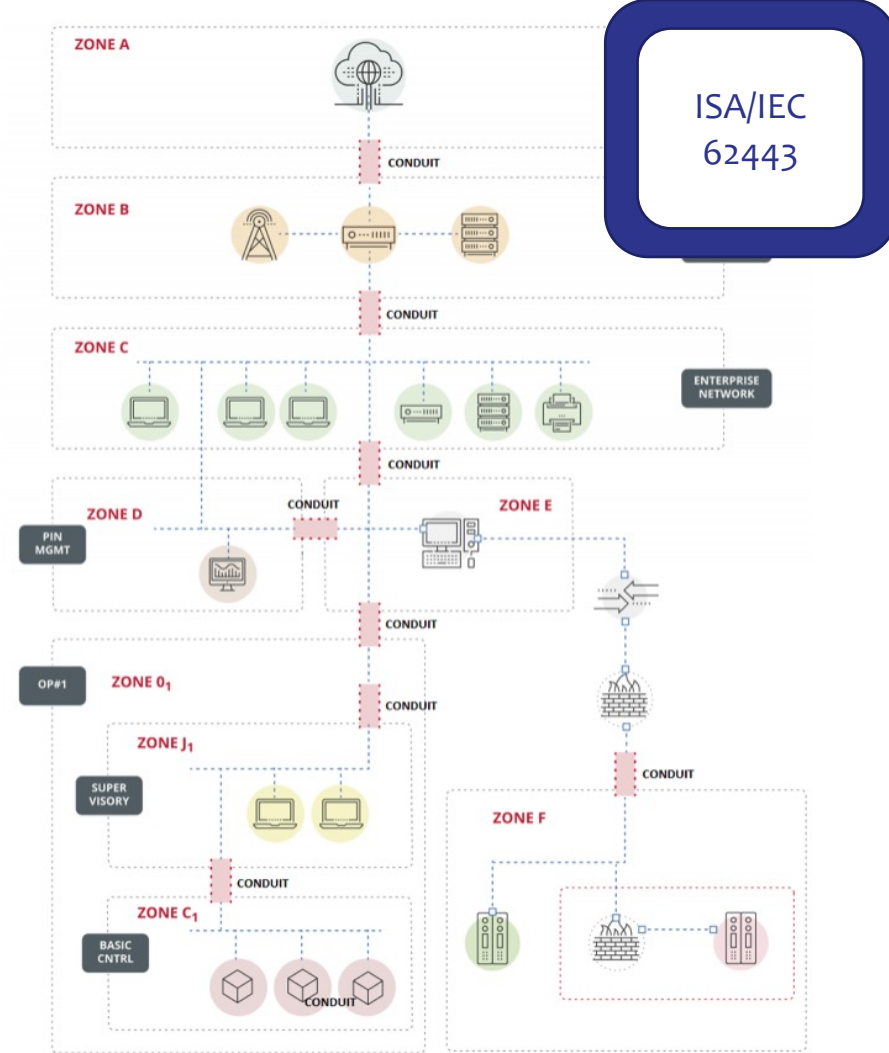 ZONE A
ISA/IEC
62443
CONDUIT
ZONE B
CONDUIT
ZONE C
ENTERPRISE
NETWORK
CONDUIT
ZONE D
CONDUIT
ZONE E
PIN
MGMT
CONDUIT
OP#1
ZONE 0₁
CONDUIT
ZONE J₁
CONDUIT
SUPER
VISORY
ZONE F
CONDUIT
ZONE C₁
BASIC
CNTRL
CONDUIT